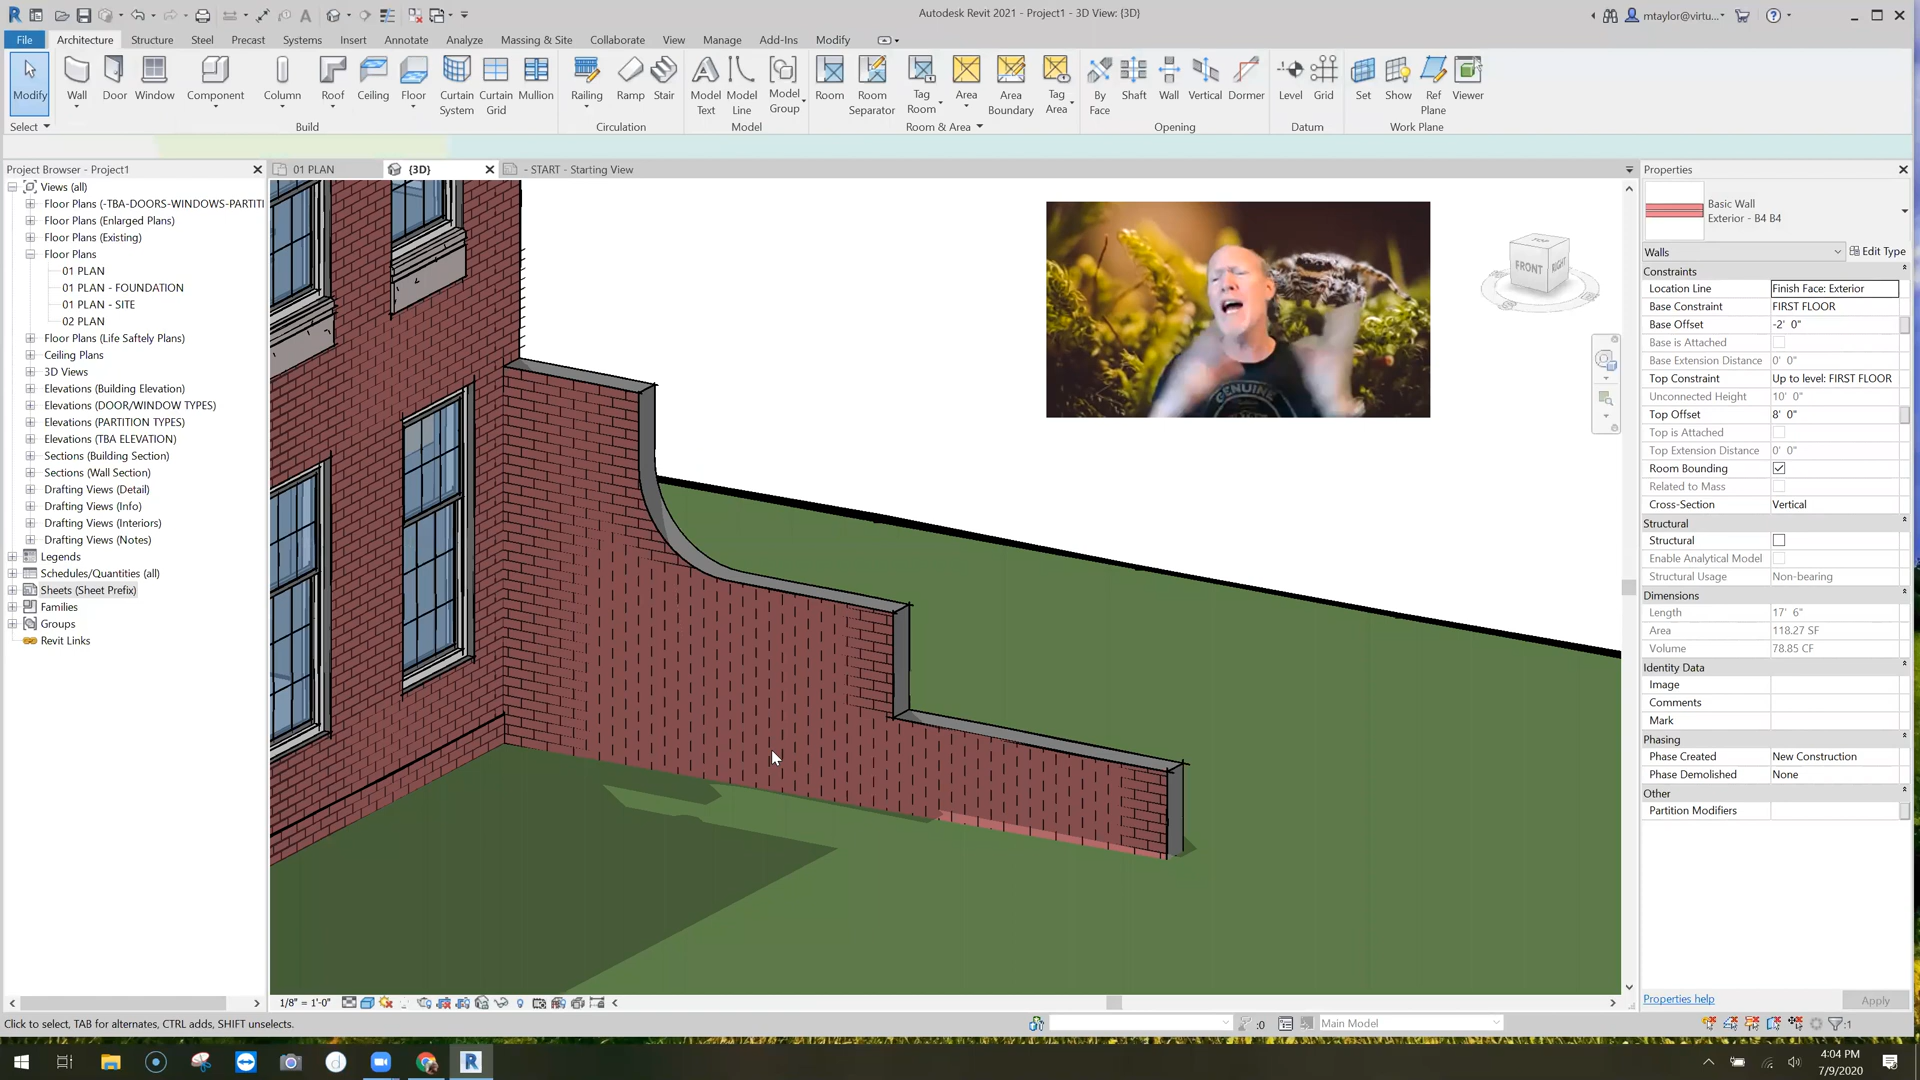 Autodesk Revit 2021 - Project1 - 3D View: {3D}
mtaylor@virtu...
File Architecture Structure Steel Precast Systems Insert Annotate Analyze Massing & Site Collaborate View Manage Add-Ins Modify
Modify Wall Door Window Component Column Roof Ceiling Floor Curtain System Curtain Grid Mullion Railing Ramp Stair Model Text Model Line Model Group Room Room Separator Tag Room Area Area Boundary Tag Area By Face Shaft Wall Vertical Dormer Level Grid Set Show Ref Plane Viewer
Select Build Circulation Model Room & Area Opening Datum Work Plane
Project Browser - Project1
Views (all)
Floor Plans (-TBA-DOORS-WINDOWS-PARTITI
Floor Plans (Enlarged Plans)
Floor Plans (Existing)
Floor Plans
01 PLAN
01 PLAN - FOUNDATION
01 PLAN - SITE
02 PLAN
Floor Plans (Life Saftely Plans)
Ceiling Plans
3D Views
Elevations (Building Elevation)
Elevations (DOOR/WINDOW TYPES)
Elevations (PARTITION TYPES)
Elevations (TBA ELEVATION)
Sections (Building Section)
Sections (Wall Section)
Drafting Views (Detail)
Drafting Views (Info)
Drafting Views (Interiors)
Drafting Views (Notes)
Legends
Schedules/Quantities (all)
Sheets (Sheet Prefix)
Families
Groups
Revit Links
01 PLAN {3D} - START - Starting View
TOP
FRONT RIGHT
GENUINE
Properties
Basic Wall
Exterior - B4 B4
Walls Edit Type
Constraints
Location Line Finish Face: Exterior
Base Constraint FIRST FLOOR
Base Offset -2' 0"
Base is Attached
Base Extension Distance 0' 0"
Top Constraint Up to level: FIRST FLOOR
Unconnected Height 10' 0"
Top Offset 8' 0"
Top is Attached
Top Extension Distance 0' 0"
Room Bounding
Related to Mass
Cross-Section Vertical
Structural
Structural
Enable Analytical Model
Structural Usage Non-bearing
Dimensions
Length 17' 6"
Area 118.27 SF
Volume 78.85 CF
Identity Data
Image
Comments
Mark
Phasing
Phase Created New Construction
Phase Demolished None
Other
Partition Modifiers
Properties help Apply
1/8" = 1'-0"
Click to select, TAB for alternates, CTRL adds, SHIFT unselects.
:0 Main Model :1
4:04 PM
7/9/2020